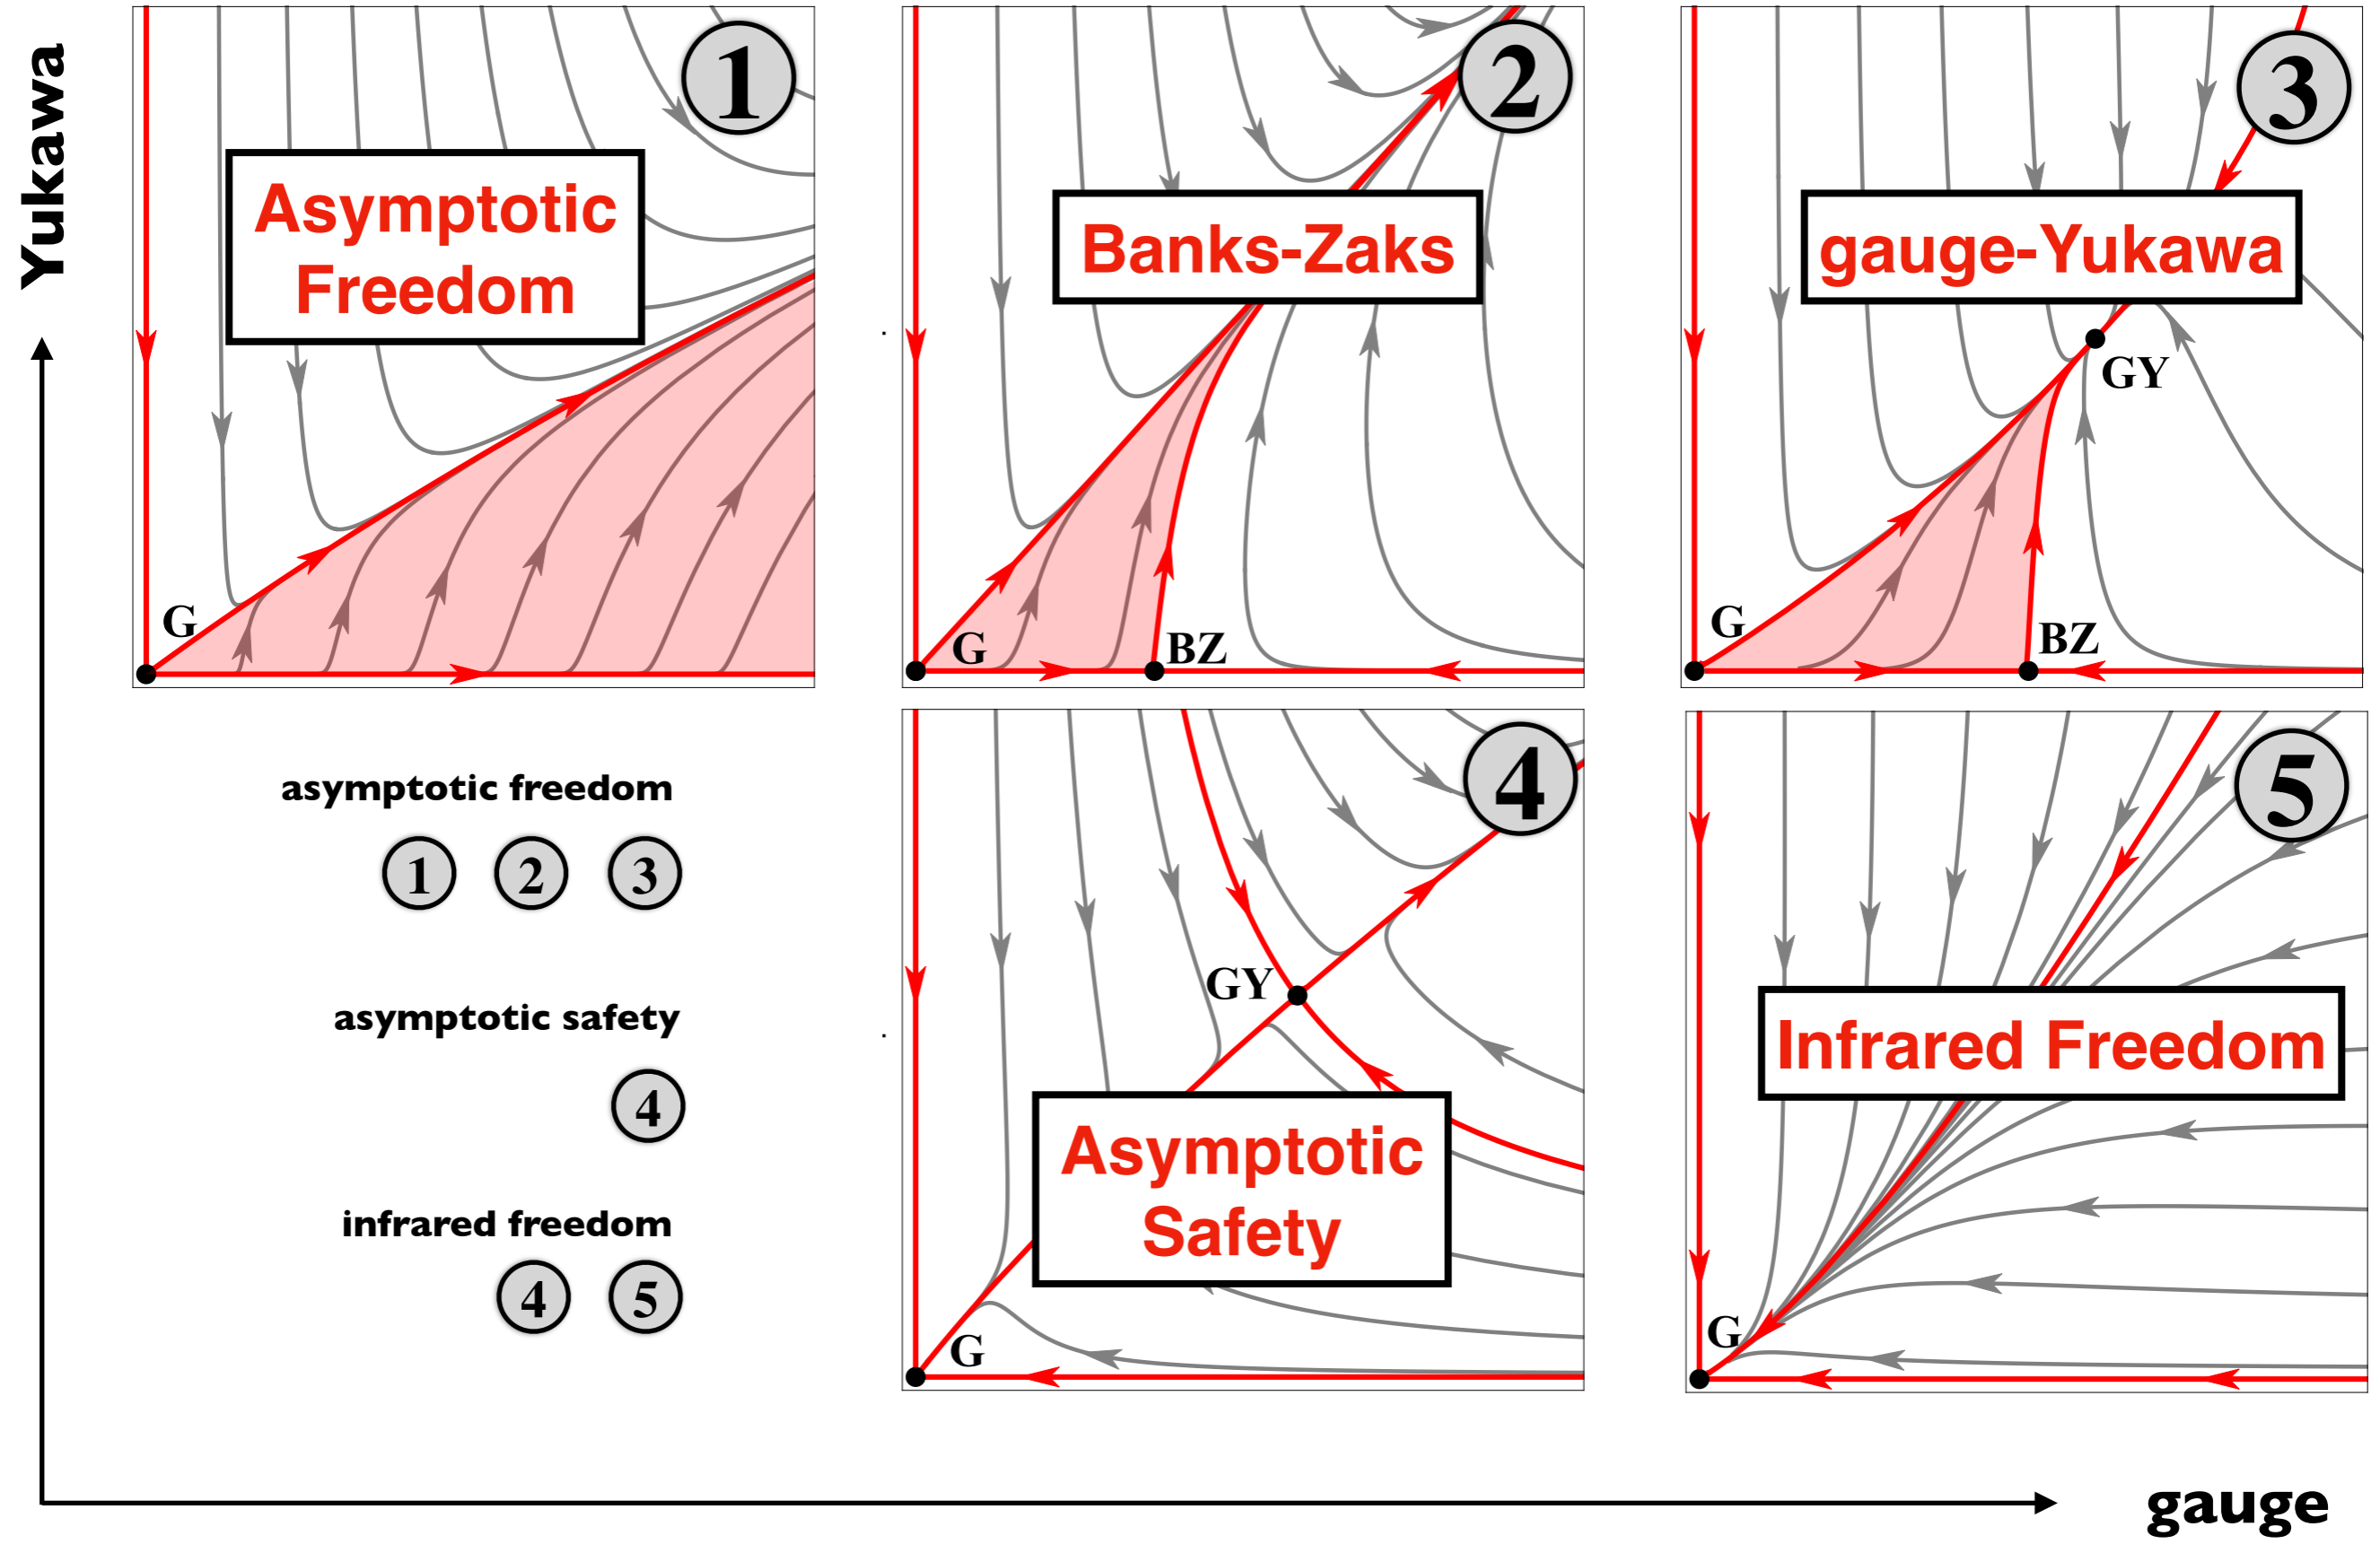 Yukawa
1
Asymptotic
Freedom
G
2
Banks-Zaks
G
BZ
3
gauge-Yukawa
GY
G
BZ
asymptotic freedom
1 2 3
asymptotic safety
4
infrared freedom
4 5
4
GY
Asymptotic
Safety
G
5
Infrared Freedom
G
gauge